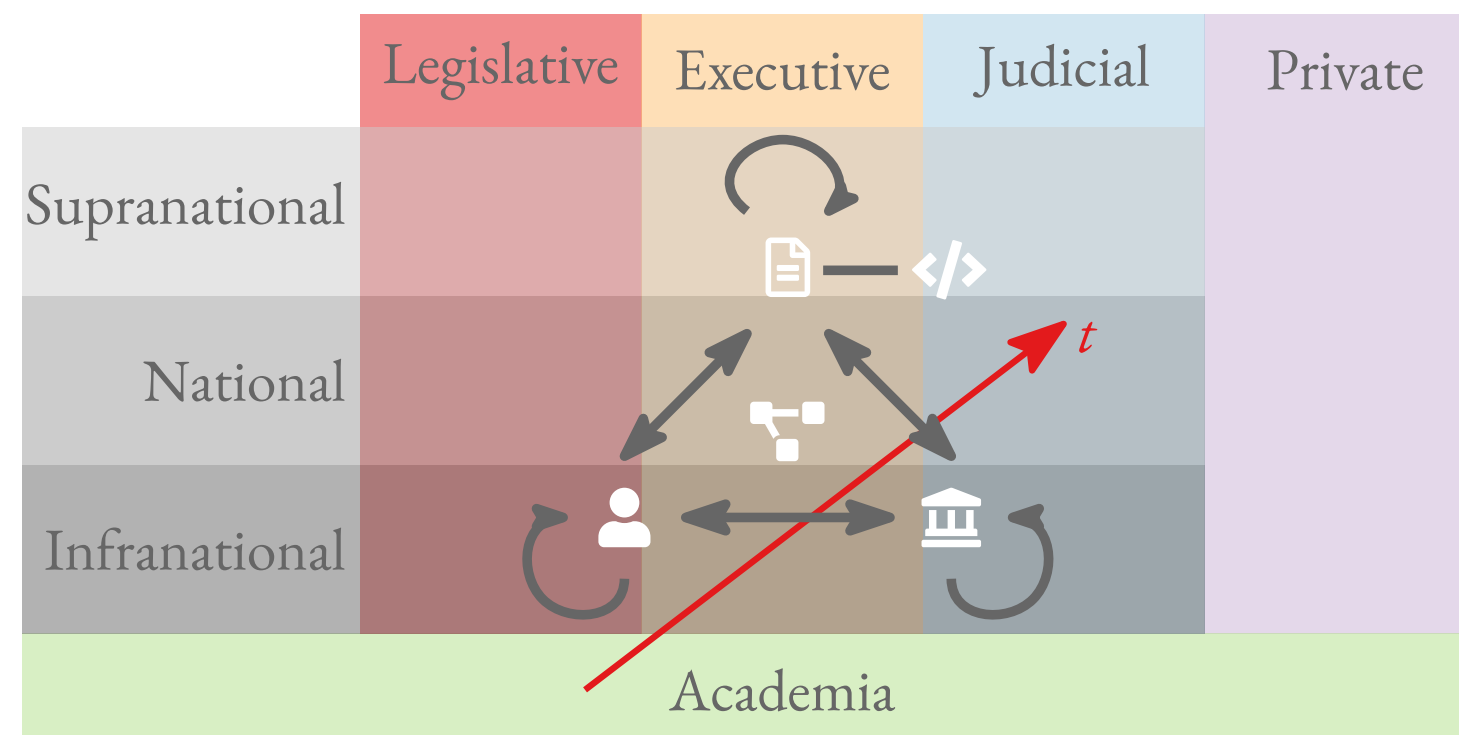 Legislative
Executive
Judicial
Private
Supranational
National
t
Infranational
Academia